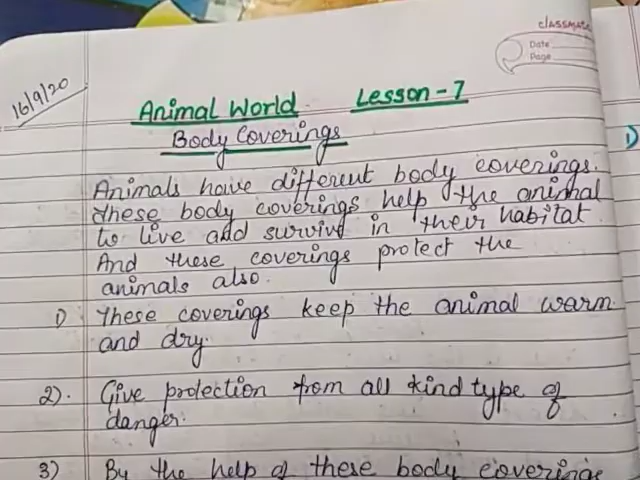 classmate
Date
Page
16/9/20
Animal World Lesson-7
Body Coverings
Animals have different body coverings.
these body coverings help the animal
to live and survive in their habitat.
And these coverings protect the
animals also.
1) These coverings keep the animal warm
and dry.
2). Give protection from all kind type of
danger.
3) By the help of these body coverings
1)